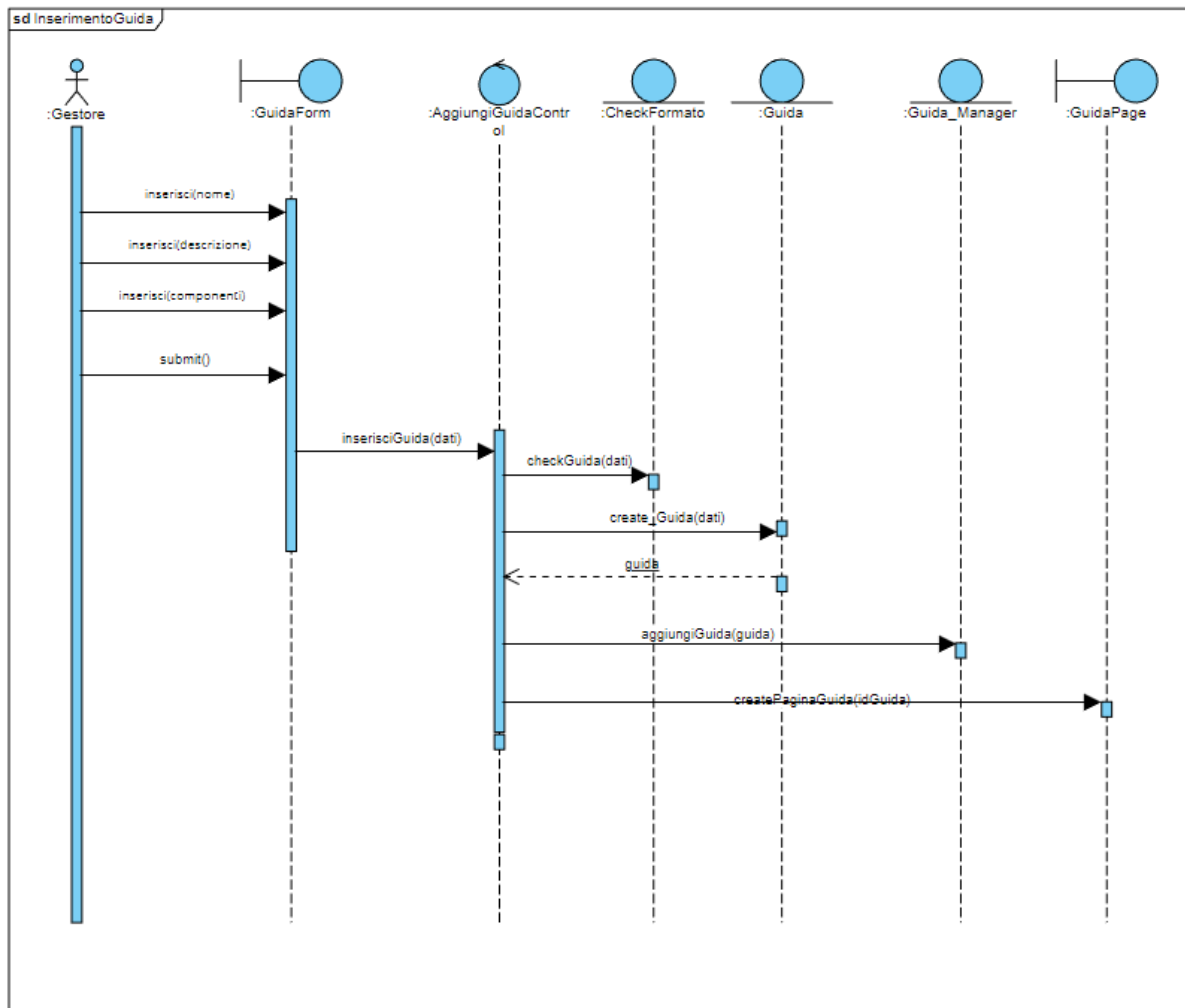 sd InserimentoGuida
:Gestore
:GuidaForm
:AggiungiGuidaContr
ol
:CheckFormato
:Guida
:Guida_Manager
:GuidaPage
inserisci(nome)
inserisci(descrizione)
inserisci(componenti)
submit()
inserisciGuida(dati)
checkGuida(dati)
create_Guida(dati)
guida
aggiungiGuida(guida)
createPaginaGuida(idGuida)